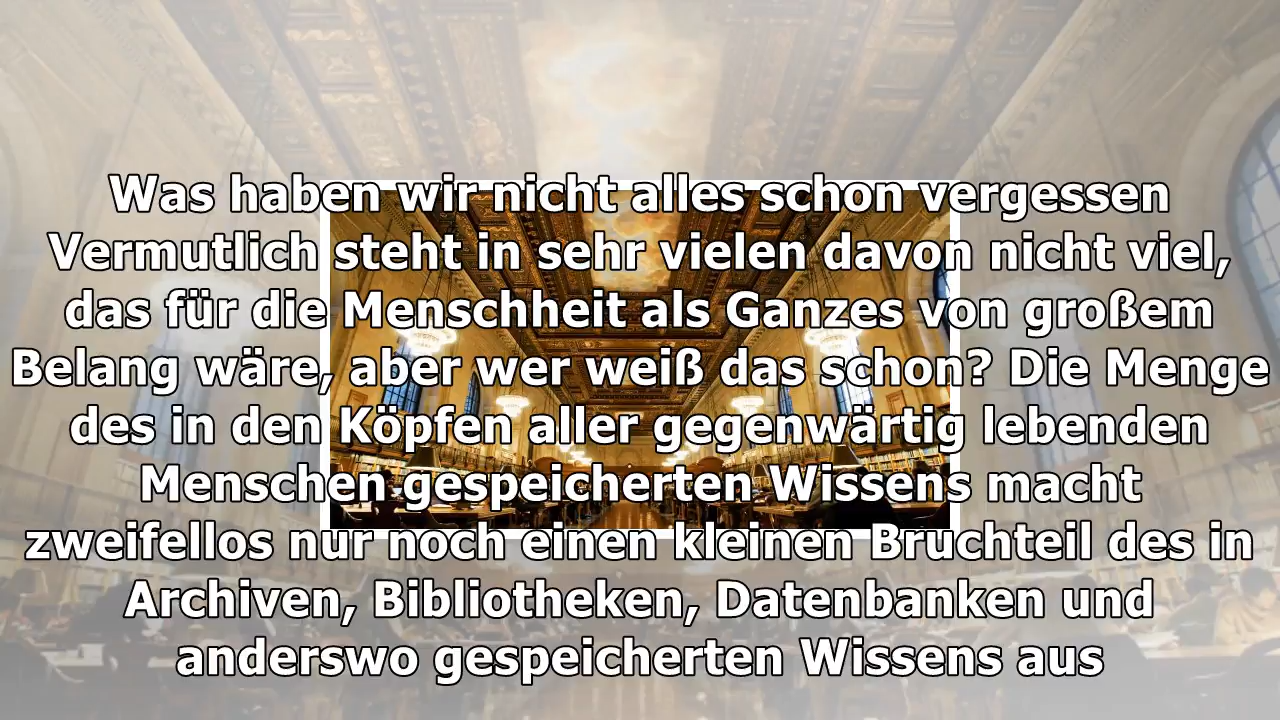 Was haben wir nicht alles schon vergessen
Vermutlich steht in sehr vielen davon nicht viel,
das für die Menschheit als Ganzes von großem
Belang wäre, aber wer weiß das schon? Die Menge
des in den Köpfen aller gegenwärtig lebenden
Menschen gespeicherten Wissens macht
zweifellos nur noch einen kleinen Bruchteil des in
Archiven, Bibliotheken, Datenbanken und
anderswo gespeicherten Wissens aus